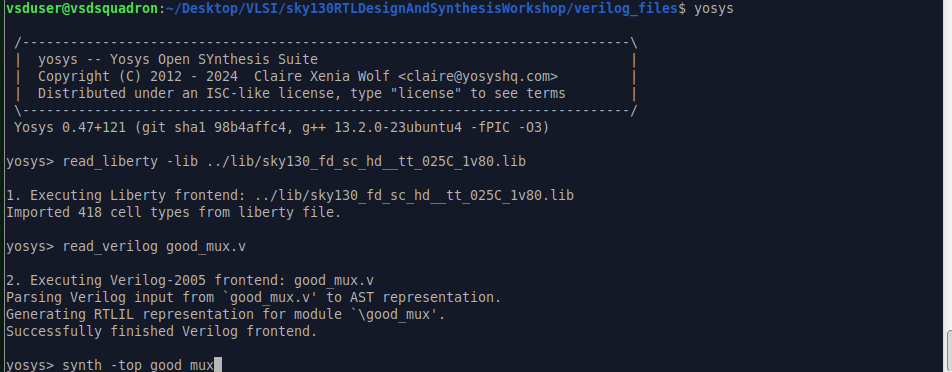 vsduser@vsdsquadron:~/Desktop/VLSI/sky130RTLDesignAndSynthesisWorkshop/verilog_files$ yosys
/-----------------------------------------------------------------------------\
|  yosys -- Yosys Open SYnthesis Suite                                        |
|  Copyright (C) 2012 - 2024  Claire Xenia Wolf <claire@yosyshq.com>          |
|  Distributed under an ISC-like license, type "license" to see terms         |
\-----------------------------------------------------------------------------/
Yosys 0.47+121 (git sha1 98b4affc4, g++ 13.2.0-23ubuntu4 -fPIC -O3)
yosys> read_liberty -lib ../lib/sky130_fd_sc_hd__tt_025C_1v80.lib
1. Executing Liberty frontend: ../lib/sky130_fd_sc_hd__tt_025C_1v80.lib
Imported 418 cell types from liberty file.
yosys> read_verilog good_mux.v
2. Executing Verilog-2005 frontend: good_mux.v
Parsing Verilog input from `good_mux.v' to AST representation.
Generating RTLIL representation for module `\good_mux'.
Successfully finished Verilog frontend.
yosys> synth -top good_mux